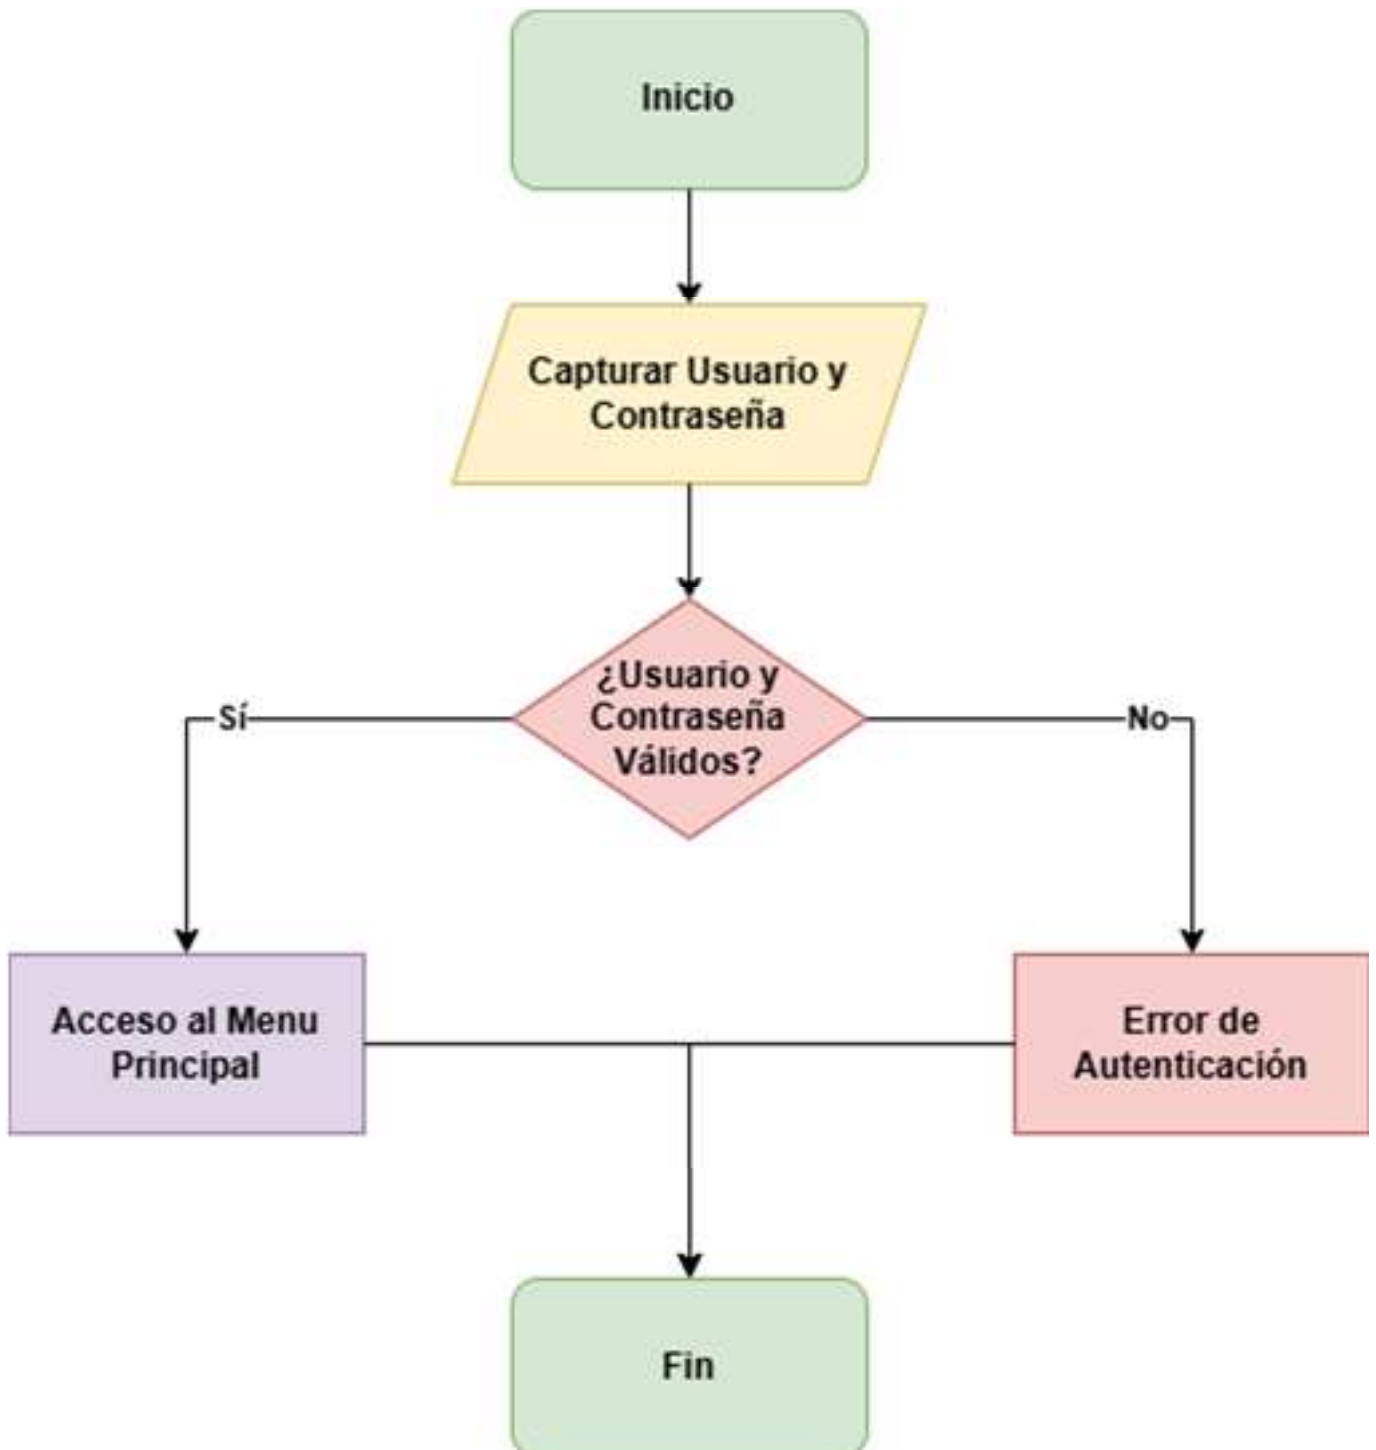 Inicio
Capturar Usuario y
Contraseña
¿Usuario y
Contraseña
Válidos?
Sí
No
Acceso al Menu
Principal
Error de
Autenticación
Fin